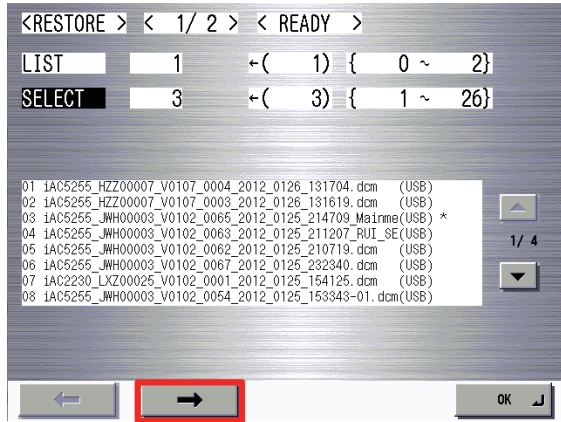 <RESTORE > < 1/ 2 > < READY >
LIST 1 ←( 1) { 0 ~ 2}
SELECT 3 ←( 3) { 1 ~ 26}
01 iAC5255_HZZ00007_V0107_0004_2012_0126_131704.dcm (USB)
02 iAC5255_HZZ00007_V0107_0003_2012_0126_131619.dcm (USB)
03 iAC5255_JWH00003_V0102_0065_2012_0125_214709_Mainme(USB) *
04 iAC5255_JWH00003_V0102_0063_2012_0125_211207_RUI_SE(USB)
05 iAC5255_JWH00003_V0102_0062_2012_0125_210719.dcm (USB)
06 iAC5255_JWH00003_V0102_0067_2012_0125_232340.dcm (USB)
07 iAC2230_LXZ00025_V0102_0001_2012_0125_154125.dcm (USB)
08 iAC5255_JWH00003_V0102_0054_2012_0125_153343-01.dcm(USB)
1/ 4
← →
OK